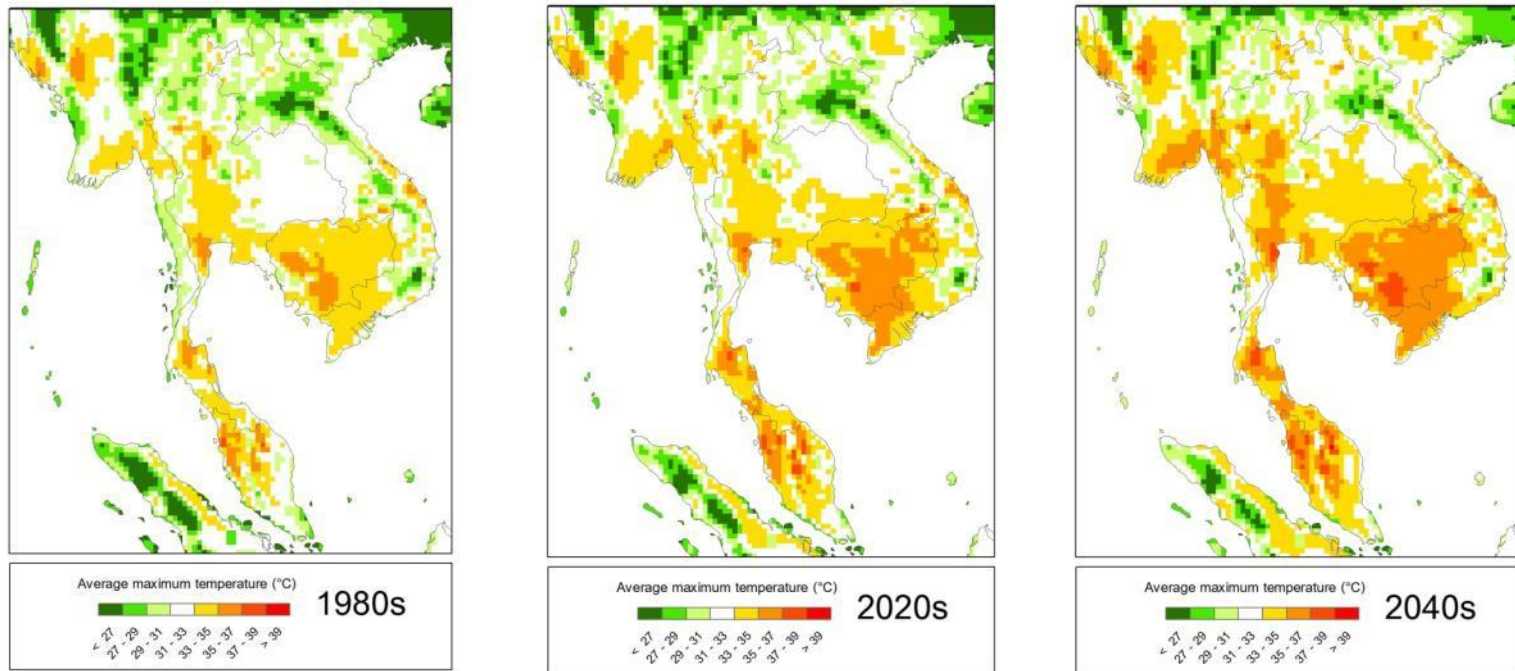 Average maximum temperature (°C)
1980s
< 27
27 - 29
29 - 31
31 - 33
33 - 35
35 - 37
37 - 39
> 39
Average maximum temperature (°C)
2020s
< 27
27 - 29
29 - 31
31 - 33
33 - 35
35 - 37
37 - 39
> 39
Average maximum temperature (°C)
2040s
< 27
27 - 29
29 - 31
31 - 33
33 - 35
35 - 37
37 - 39
> 39